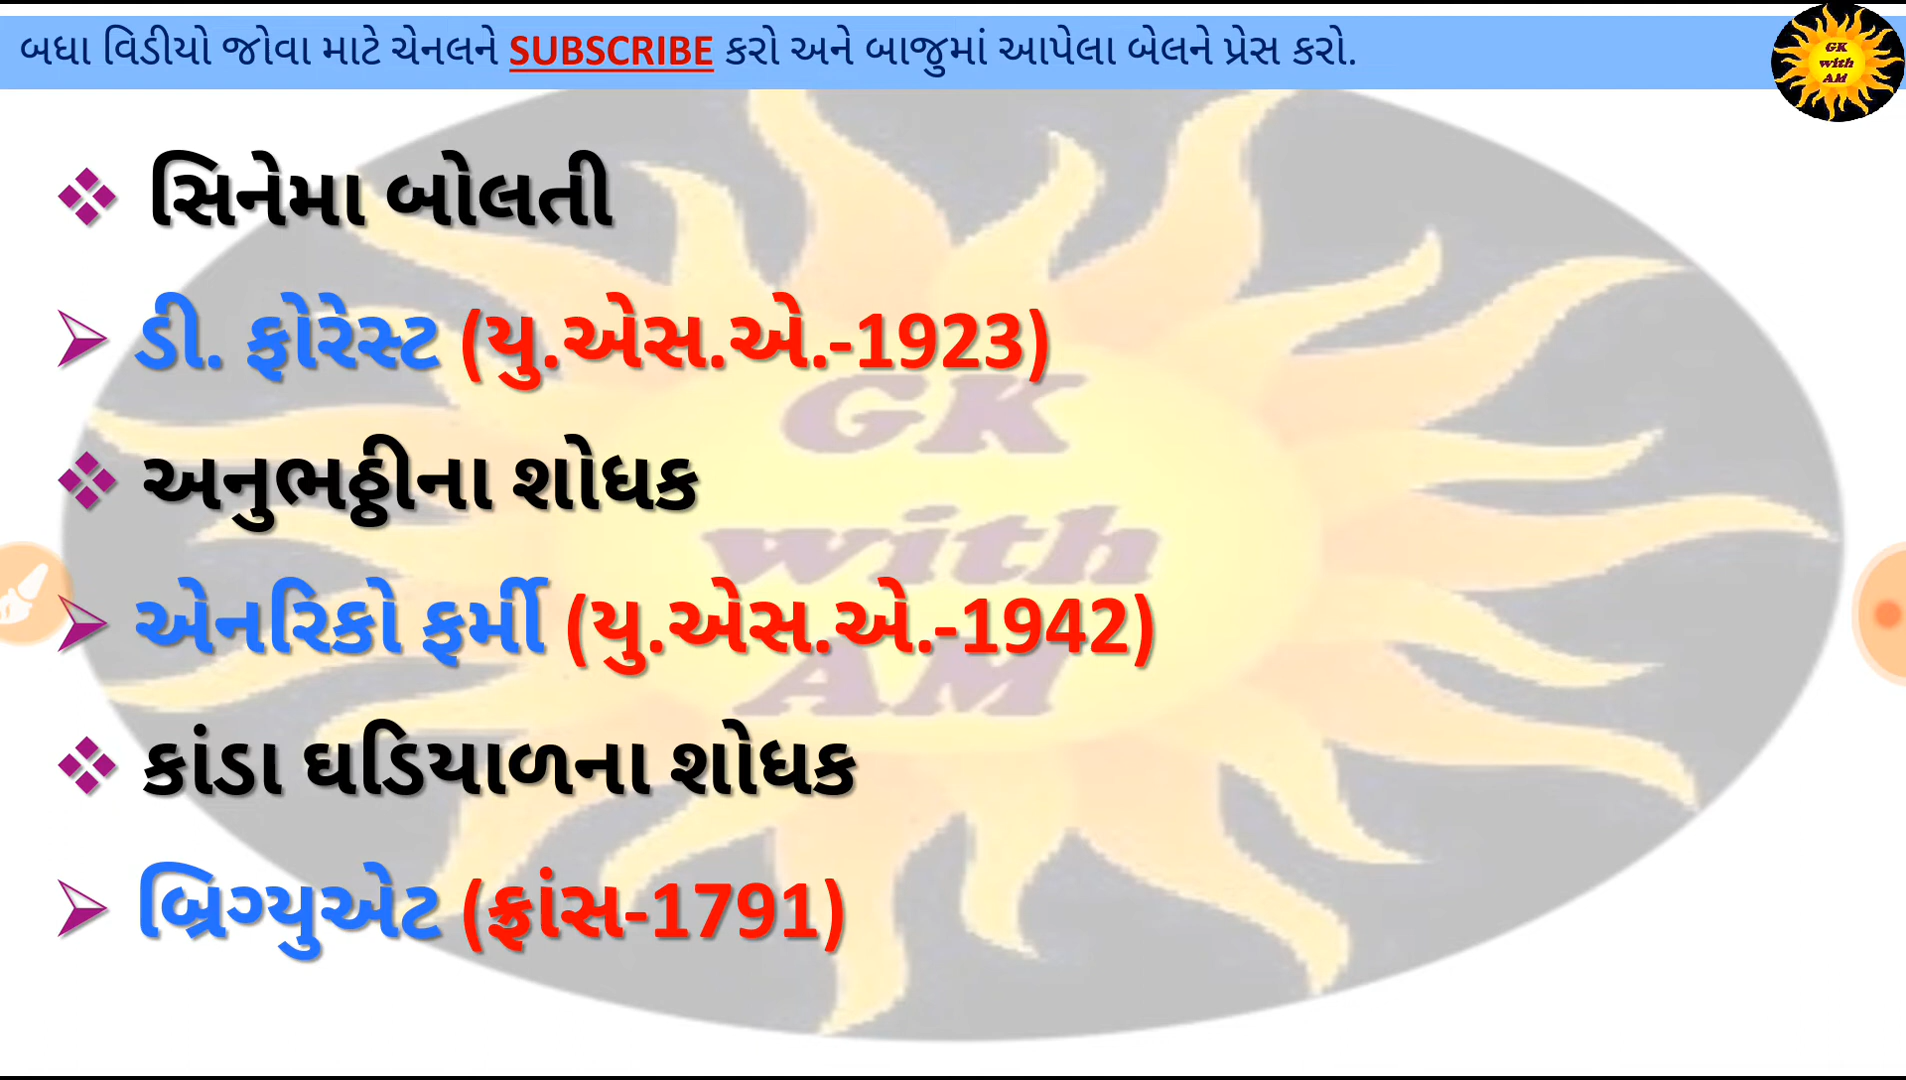 બધા વિડીયો જોવા માટે ચેનલને SUBSCRIBE કરો અને બાજુમાં આપેલા બેલને પ્રેસ કરો.
GK
with
AM
❖ સિનેમા બોલતી
➢ ડી. ફોરેસ્ટ (યુ.એસ.એ.-1923)
❖ અનુભઠ્ઠીના શોધક
➢ એનરિકો ફર્મી (યુ.એસ.એ.-1942)
❖ કાંડા ઘડિયાળના શોધક
➢ બ્રિગ્યુએટ (ફ્રાંસ-1791)
GK
with
AM